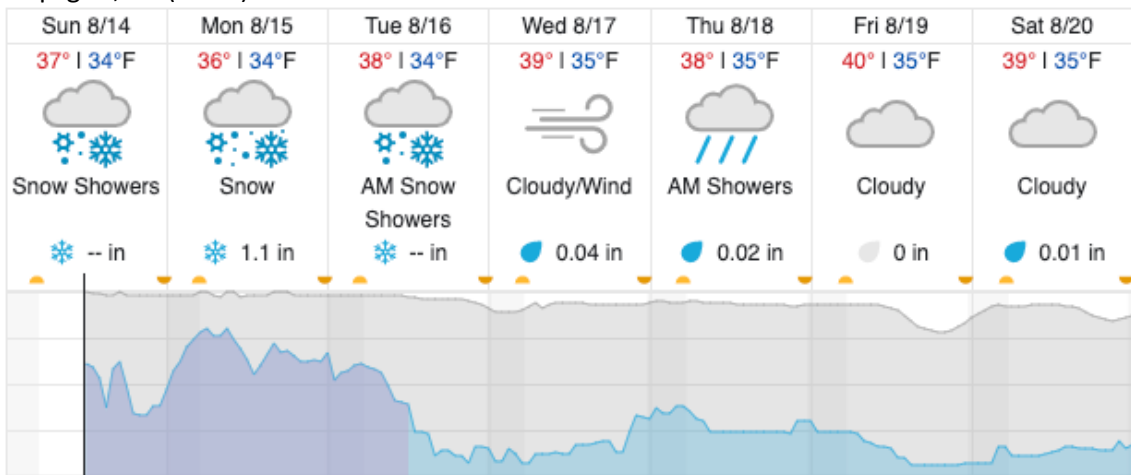 Sun 8/14 Mon 8/15 Tue 8/16 Wed 8/17 Thu 8/18 Fri 8/19 Sat 8/20
37° | 34°F 36° | 34°F 38° | 34°F 39° | 35°F 38° | 35°F 40° | 35°F 39° | 35°F
Snow Showers Snow AM Snow Cloudy/Wind AM Showers Cloudy Cloudy
Showers
-- in 1.1 in -- in 0.04 in 0.02 in 0 in 0.01 in